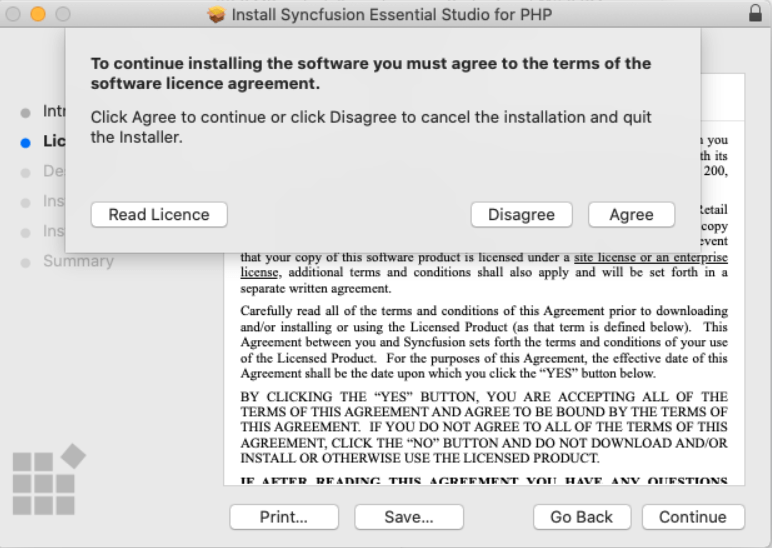 Install Syncfusion Essential Studio for PHP
To continue installing the software you must agree to the terms of the
software licence agreement.
Click Agree to continue or click Disagree to cancel the installation and quit
the Installer.
Read Licence
Disagree
Agree
Intr
Lic
De
Ins
Ins
Summary
you
th its
200,
Retail
copy
event
that your copy of this software product is licensed under a site license or an enterprise
license, additional terms and conditions shall also apply and will be set forth in a
separate written agreement.
Carefully read all of the terms and conditions of this Agreement prior to downloading
and/or installing or using the Licensed Product (as that term is defined below). This
Agreement between you and Syncfusion sets forth the terms and conditions of your use
of the Licensed Product. For the purposes of this Agreement, the effective date of this
Agreement shall be the date upon which you click the “YES” button below.
BY CLICKING THE “YES” BUTTON, YOU ARE ACCEPTING ALL OF THE
TERMS OF THIS AGREEMENT AND AGREE TO BE BOUND BY THE TERMS OF
THIS AGREEMENT. IF YOU DO NOT AGREE TO ALL OF THE TERMS OF THIS
AGREEMENT, CLICK THE “NO” BUTTON AND DO NOT DOWNLOAD AND/OR
INSTALL OR OTHERWISE USE THE LICENSED PRODUCT.
IF AFTER READING THIS AGREEMENT YOU HAVE ANY QUESTIONS
Print...
Save...
Go Back
Continue